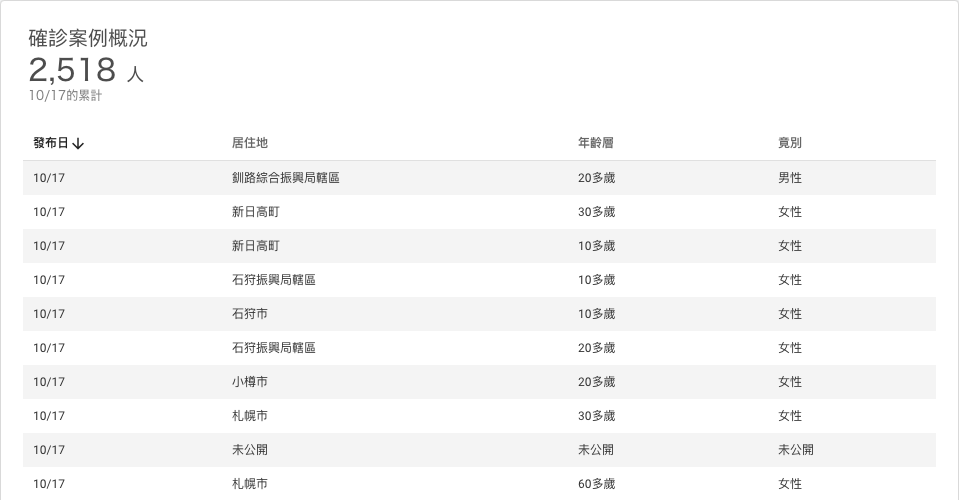 確診案例概況
2,518 人
10/17的累計
發布日↓ 居住地 年齡層 竟別
10/17 釧路綜合振興局轄區 20多歲 男性
10/17 新日高町 30多歲 女性
10/17 新日高町 10多歲 女性
10/17 石狩振興局轄區 10多歲 女性
10/17 石狩市 10多歲 女性
10/17 石狩振興局轄區 20多歲 女性
10/17 小樽市 20多歲 女性
10/17 札幌市 30多歲 女性
10/17 未公開 未公開 未公開
10/17 札幌市 60多歲 女性